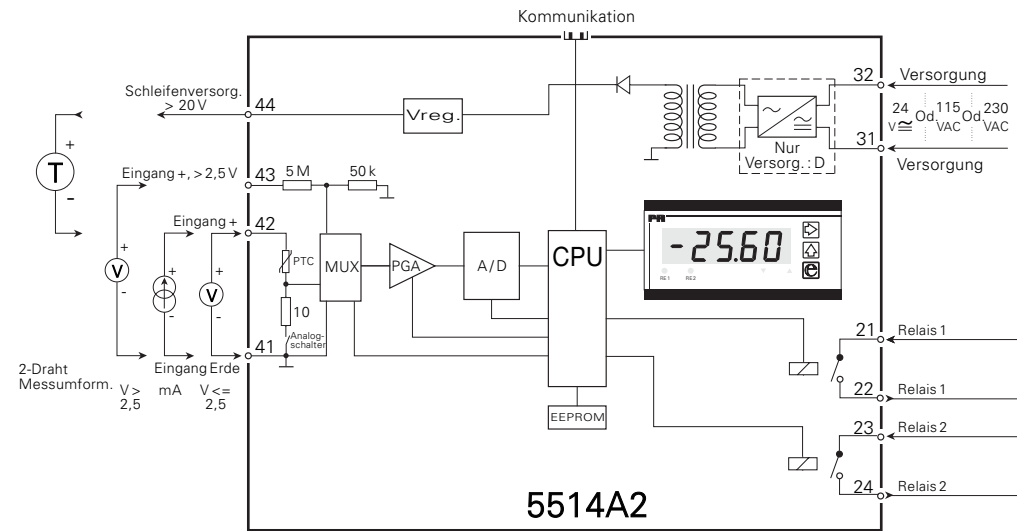 Kommunikation
Schleifenversorg.
> 20 V
44
Vreg.
32
Versorgung
24
V≂
Od.
115
VAC
Od.
230
VAC
31
Versorgung
Nur
Versorg. : D
+
T
-
Eingang +, > 2,5 V
43
5 M
50 k
Eingang +
42
PTC
MUX
PGA
A/D
CPU
PR
-25.60
RE1
RE2
e
+
V
-
+
-
+
V
-
10
Analog-
schalter
41
2-Draht
Messumform.
V >
2,5
Eingang Erde
mA
V <=
2,5
EEPROM
21
Relais 1
22
Relais 1
23
Relais 2
24
Relais 2
5514A2